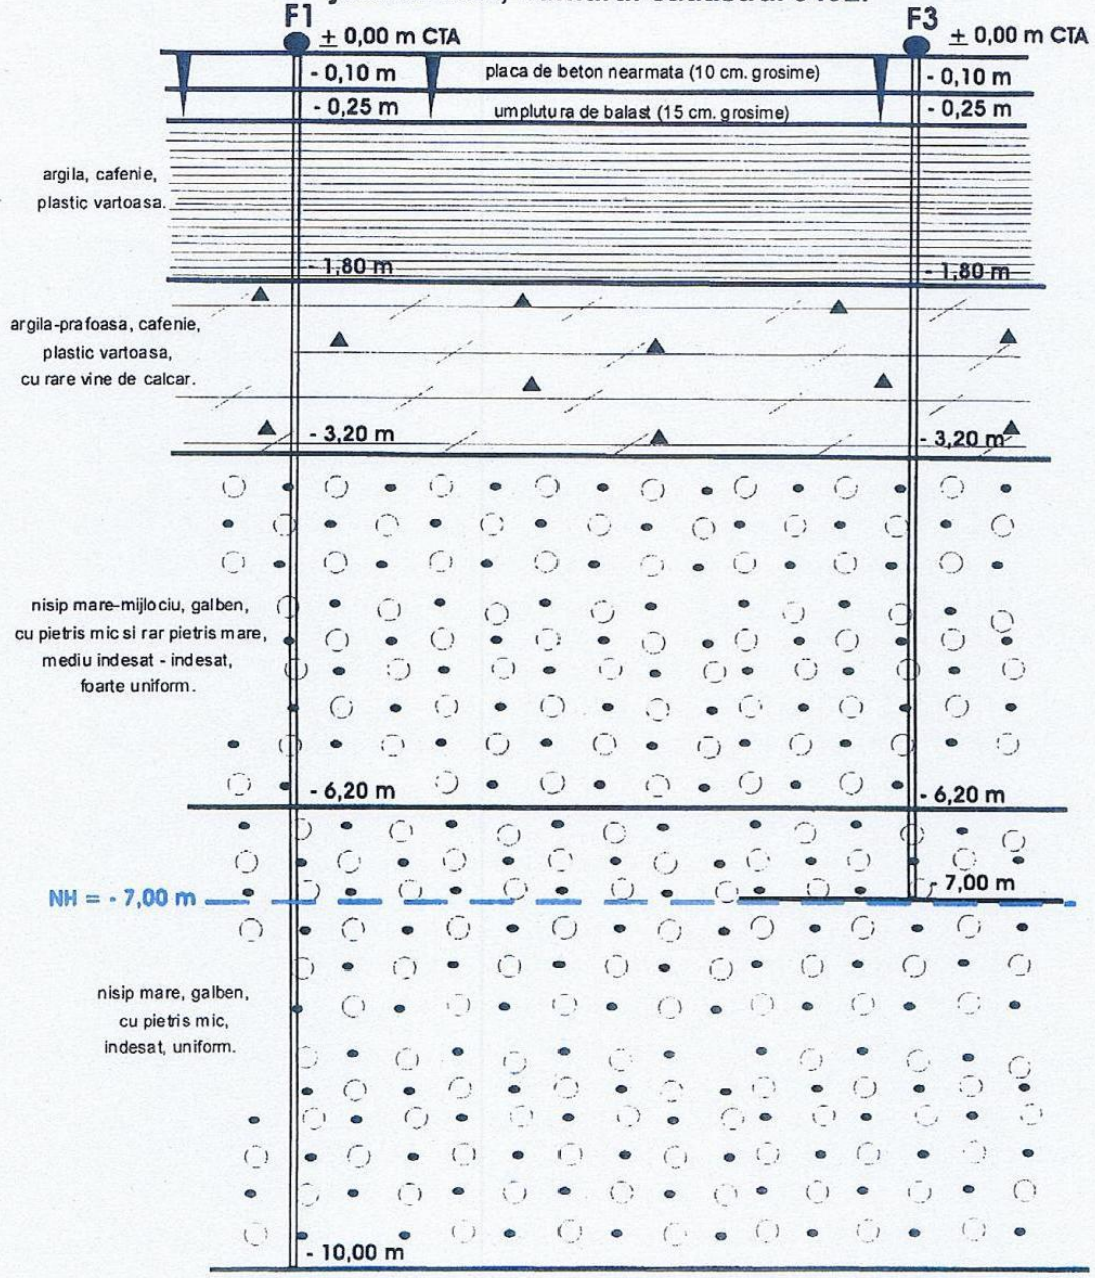 F1
F3
± 0,00 m CTA
± 0,00 m CTA
- 0,10 m
placa de beton nearmata (10 cm. grosime)
- 0,10 m
- 0,25 m
umplutura de balast (15 cm. grosime)
- 0,25 m
argila, cafenie,
plastic vartoasa.
- 1,80 m
- 1,80 m
argila-prafoasa, cafenie,
plastic vartoasa,
cu rare vine de calcar.
- 3,20 m
- 3,20 m
nisip mare-mijlociu, galben,
cu pietris mic si rar pietris mare,
mediu indesat - indesat,
foarte uniform.
- 6,20 m
- 6,20 m
- 7,00 m
NH = - 7,00 m
nisip mare, galben,
cu pietris mic,
indesat, uniform.
- 10,00 m